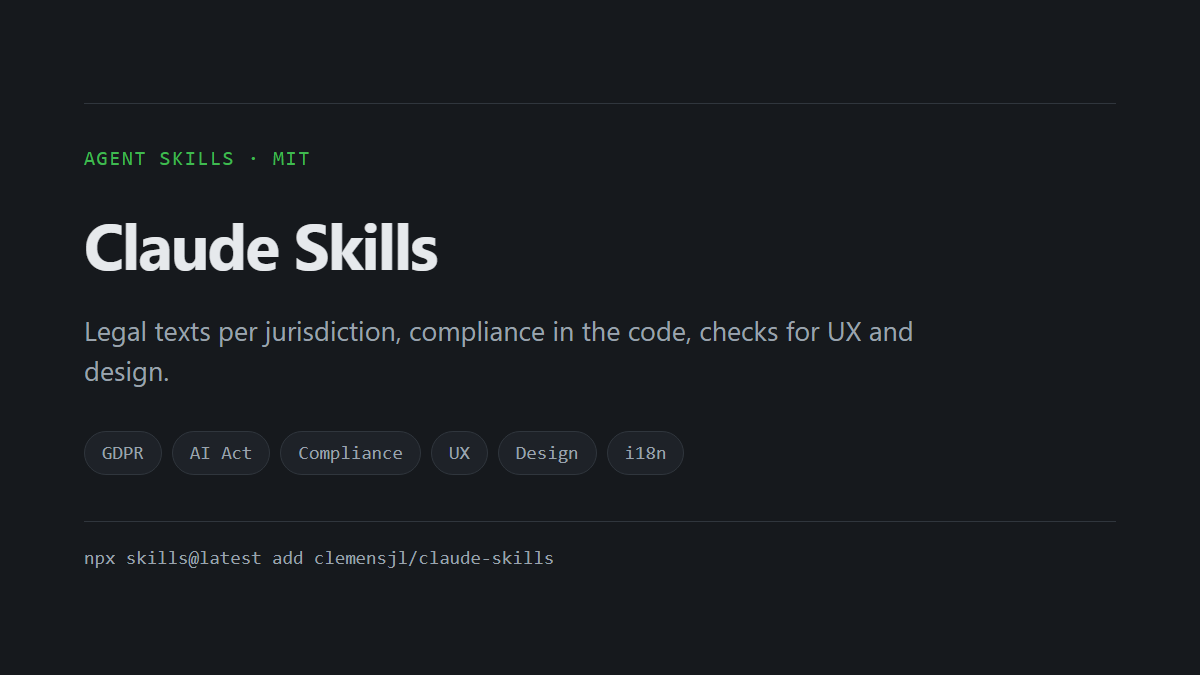 AGENT SKILLS · MIT
Claude Skills
Legal texts per jurisdiction, compliance in the code, checks for UX and
design.
GDPR AI Act Compliance UX Design i18n
npx skills@latest add clemensjl/claude-skills